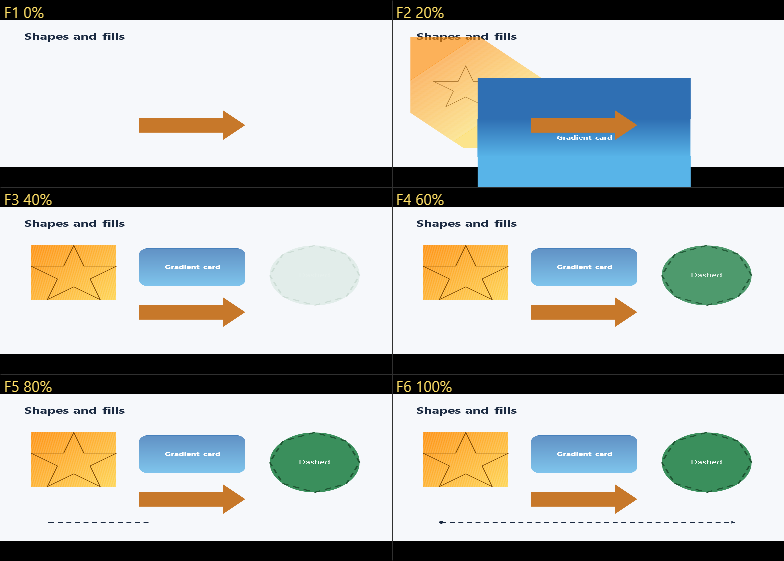 F1 0%
Shapes and fills
F2 20%
Shapes and fills
Gradient card
F3 40%
Shapes and fills
Gradient card
F4 60%
Shapes and fills
Gradient card
Dashed
F5 80%
Shapes and fills
Gradient card
Dashed
F6 100%
Shapes and fills
Gradient card
Dashed